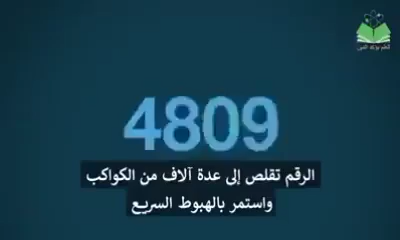 4809
الرقم تقلص إلى عدة آلاف من الكواكب
واستمر بالهبوط السريع